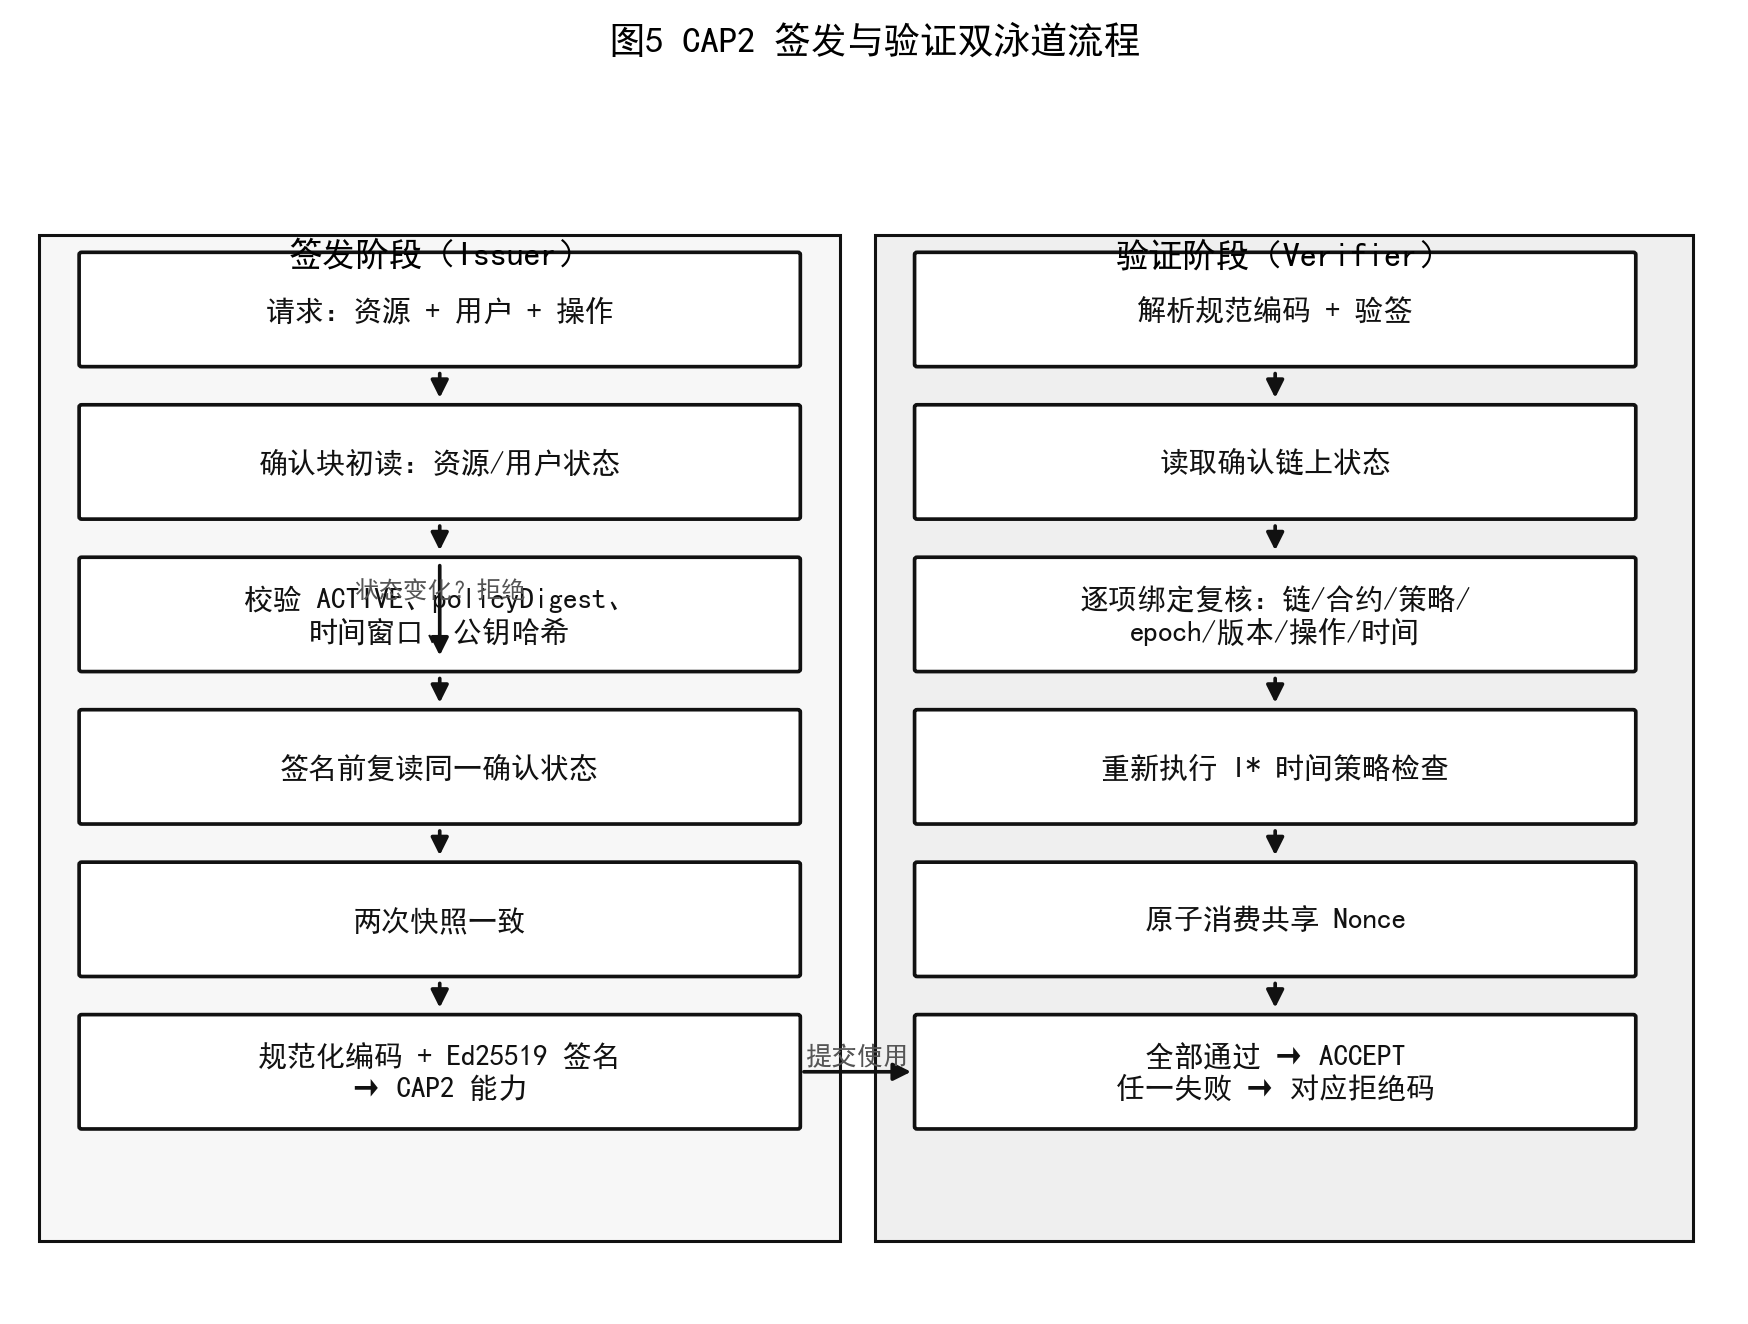 图5 CAP2 签发与验证双泳道流程
签发阶段（Issuer）
请求：资源 + 用户 + 操作
确认块初读：资源/用户状态
状态变化？拒绝
校验 ACTIVE、policyDigest、
时间窗口、公钥哈希
签名前复读同一确认状态
两次快照一致
规范化编码 + Ed25519 签名
→ CAP2 能力
提交使用
验证阶段（Verifier）
解析规范编码 + 验签
读取确认链上状态
逐项绑定复核：链/合约/策略/
epoch/版本/操作/时间
重新执行 I* 时间策略检查
原子消费共享 Nonce
全部通过 → ACCEPT
任一失败 → 对应拒绝码